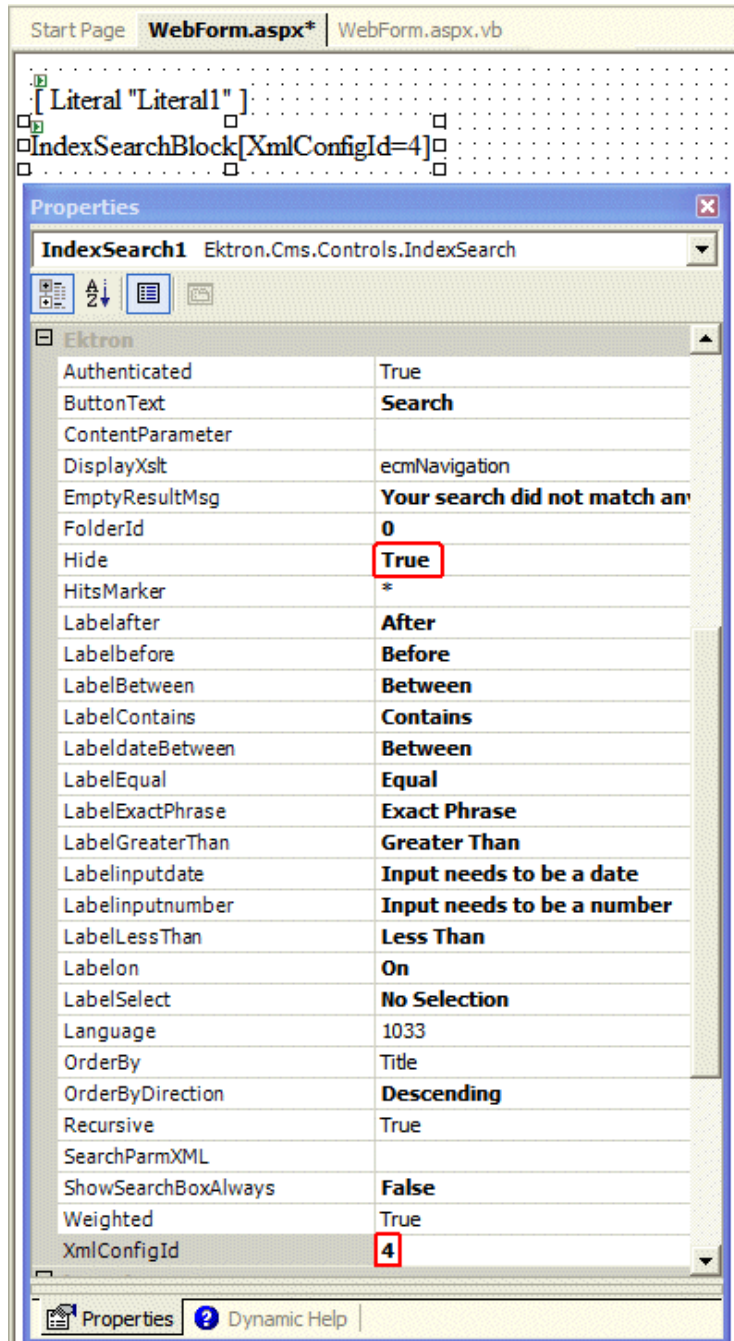 Start Page WebForm.aspx* WebForm.aspx.vb
[ Literal "Literal1" ]
IndexSearchBlock[XmlConfigId=4]
Properties
IndexSearch1 Ektron.Cms.Controls.IndexSearch
Ektron
Authenticated True
ButtonText Search
ContentParameter
DisplayXslt ecmNavigation
EmptyResultMsg Your search did not match any
FolderId 0
Hide True
HitsMarker *
Labelafter After
Labelbefore Before
LabelBetween Between
LabelContains Contains
LabeldateBetween Between
LabelEqual Equal
LabelExactPhrase Exact Phrase
LabelGreaterThan Greater Than
Labelinputdate Input needs to be a date
Labelinputnumber Input needs to be a number
LabelLessThan Less Than
Labelon On
LabelSelect No Selection
Language 1033
OrderBy Title
OrderByDirection Descending
Recursive True
SearchParmXML
ShowSearchBoxAlways False
Weighted True
XmlConfigId 4
Properties Dynamic Help